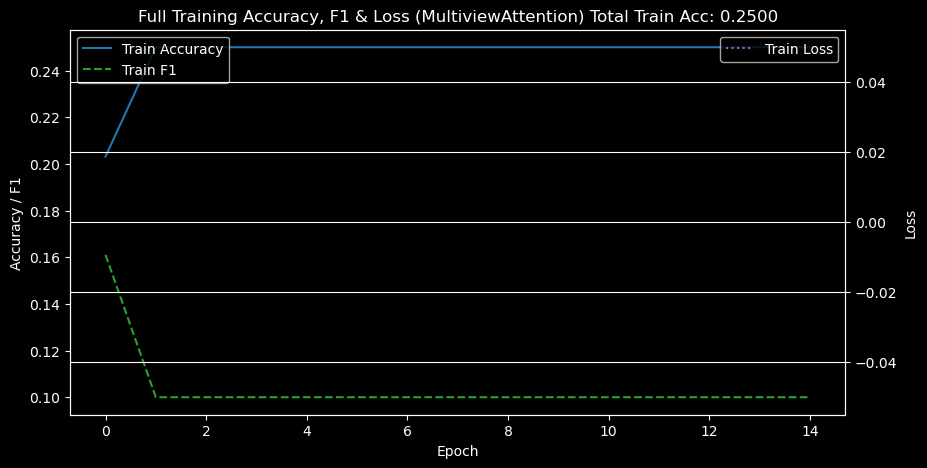 Full Training Accuracy, F1 & Loss (MultiviewAttention) Total Train Acc: 0.2500
Train Accuracy
Train F1
Train Loss
Accuracy / F1
0.24
0.22
0.20
0.18
0.16
0.14
0.12
0.10
0.04
0.02
0.00
−0.02
−0.04
Loss
0 2 4 6 8 10 12 14
Epoch